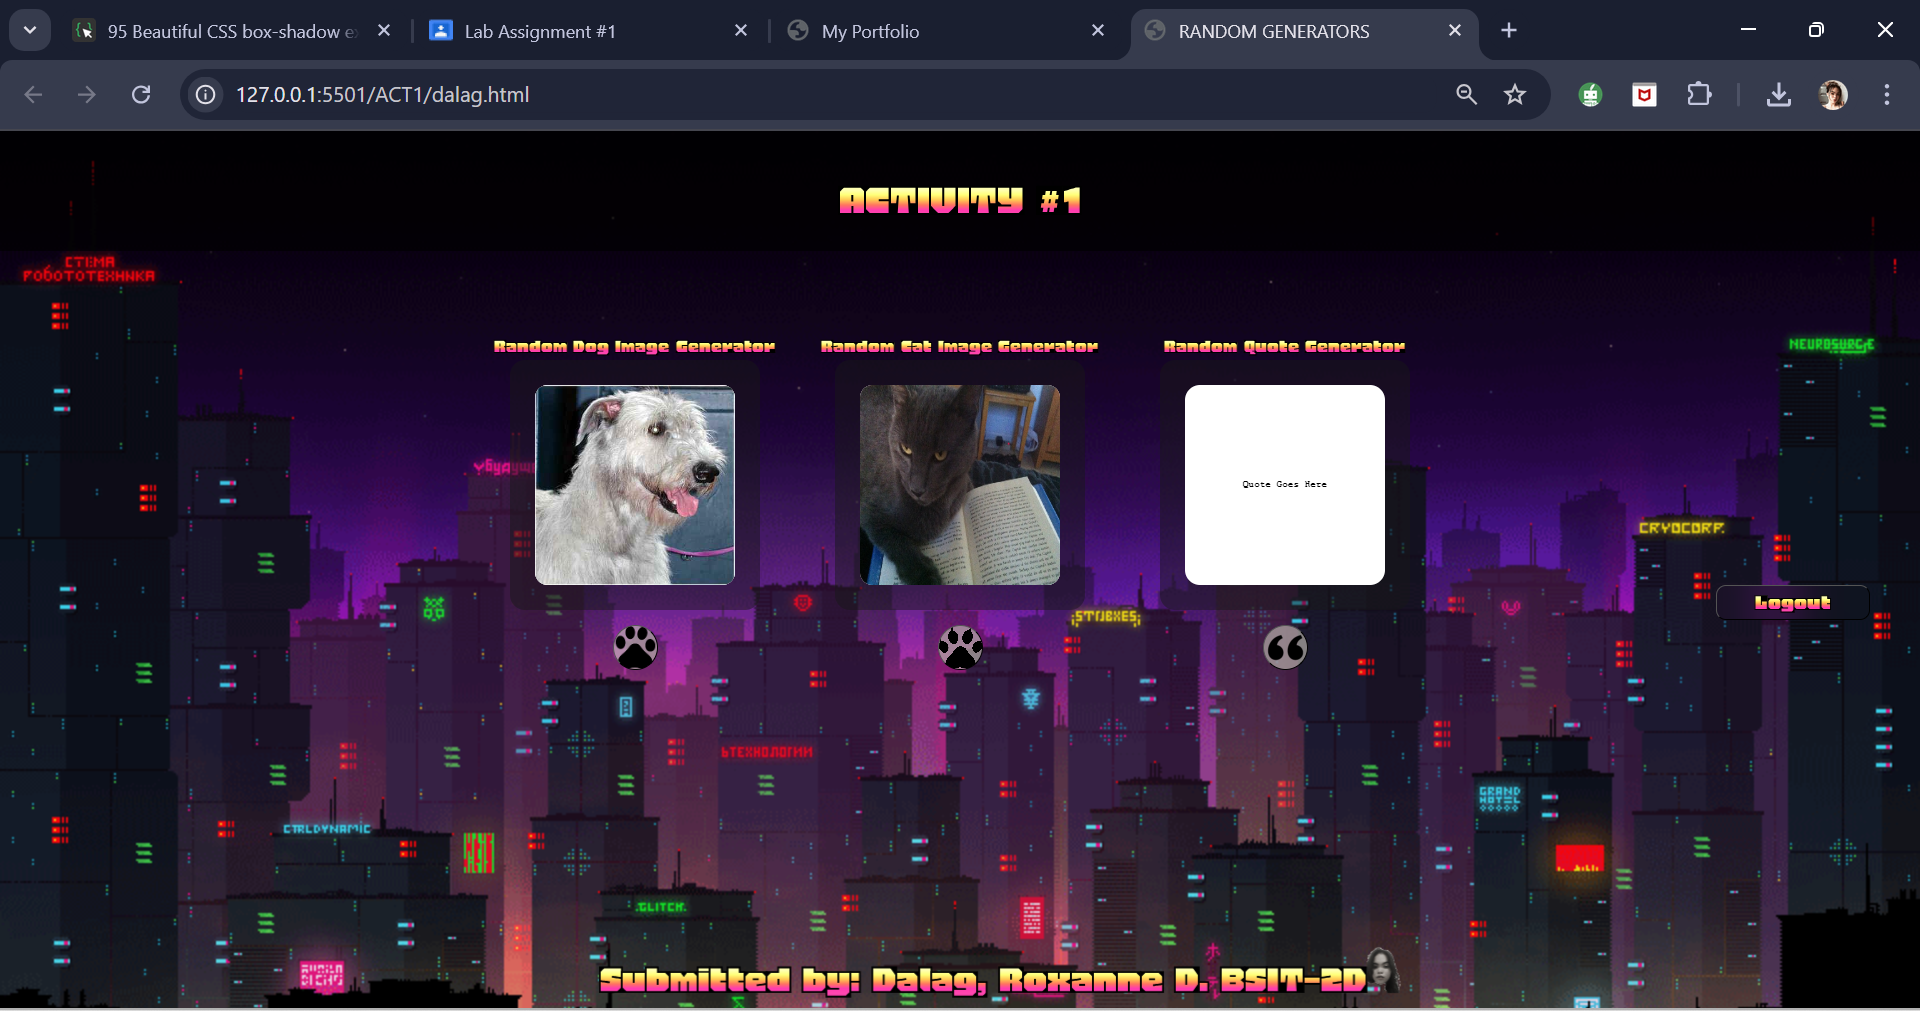 95 Beautiful CSS box-shadow e
Lab Assignment #1
My Portfolio
RANDOM GENERATORS
127.0.0.1:5501/ACT1/dalag.html
ACTIVITY #1
СТЕМА
РОБОТОТЕХНИКА
NEUROSURGE
Random Dog Image Generator
Random Cat Image Generator
Random Quote Generator
Quote Goes Here
CRYOCORP.
Logout
ЬТЕХНОЛОГИИ
GRAND
HOTEL
CTRLDYNAMIC
.GLITCH.
Submitted by: Dalag, Roxanne D. BSIT-2D